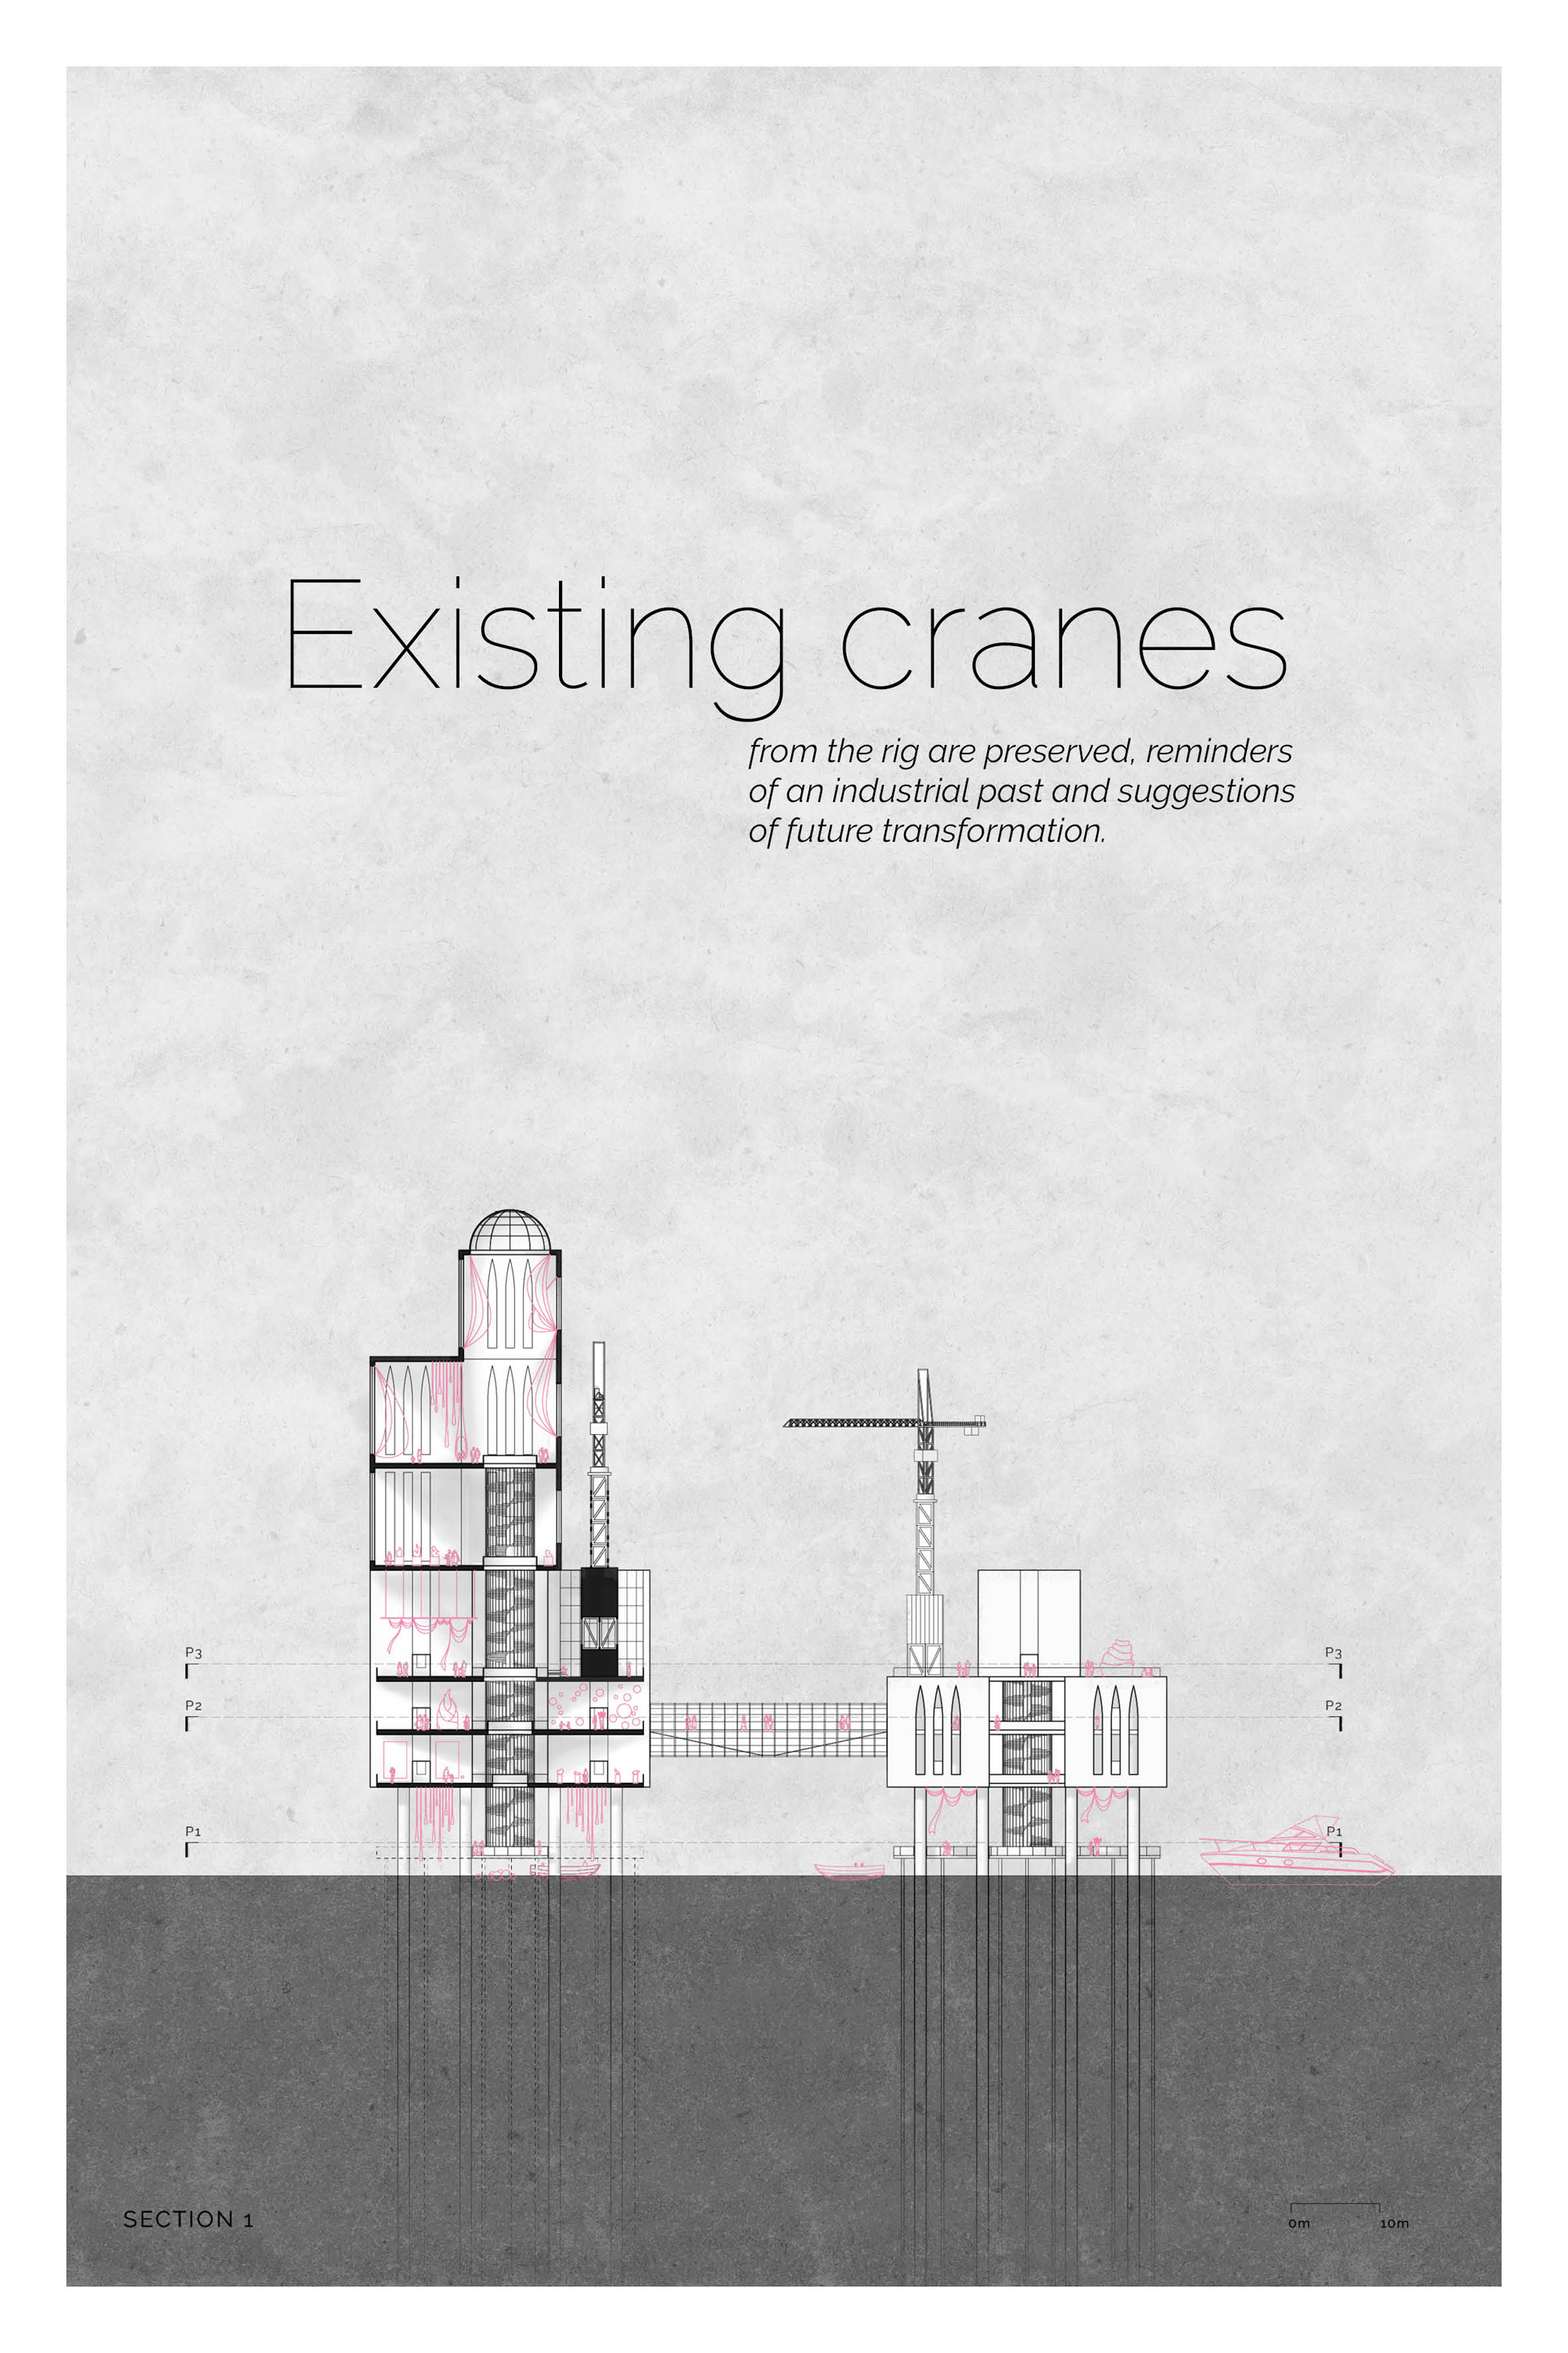 Existing cranes
from the rig are preserved, reminders
of an industrial past and suggestions
of future transformation.
P3
P3
P2
P2
P1
P1
SECTION 1
0m 10m